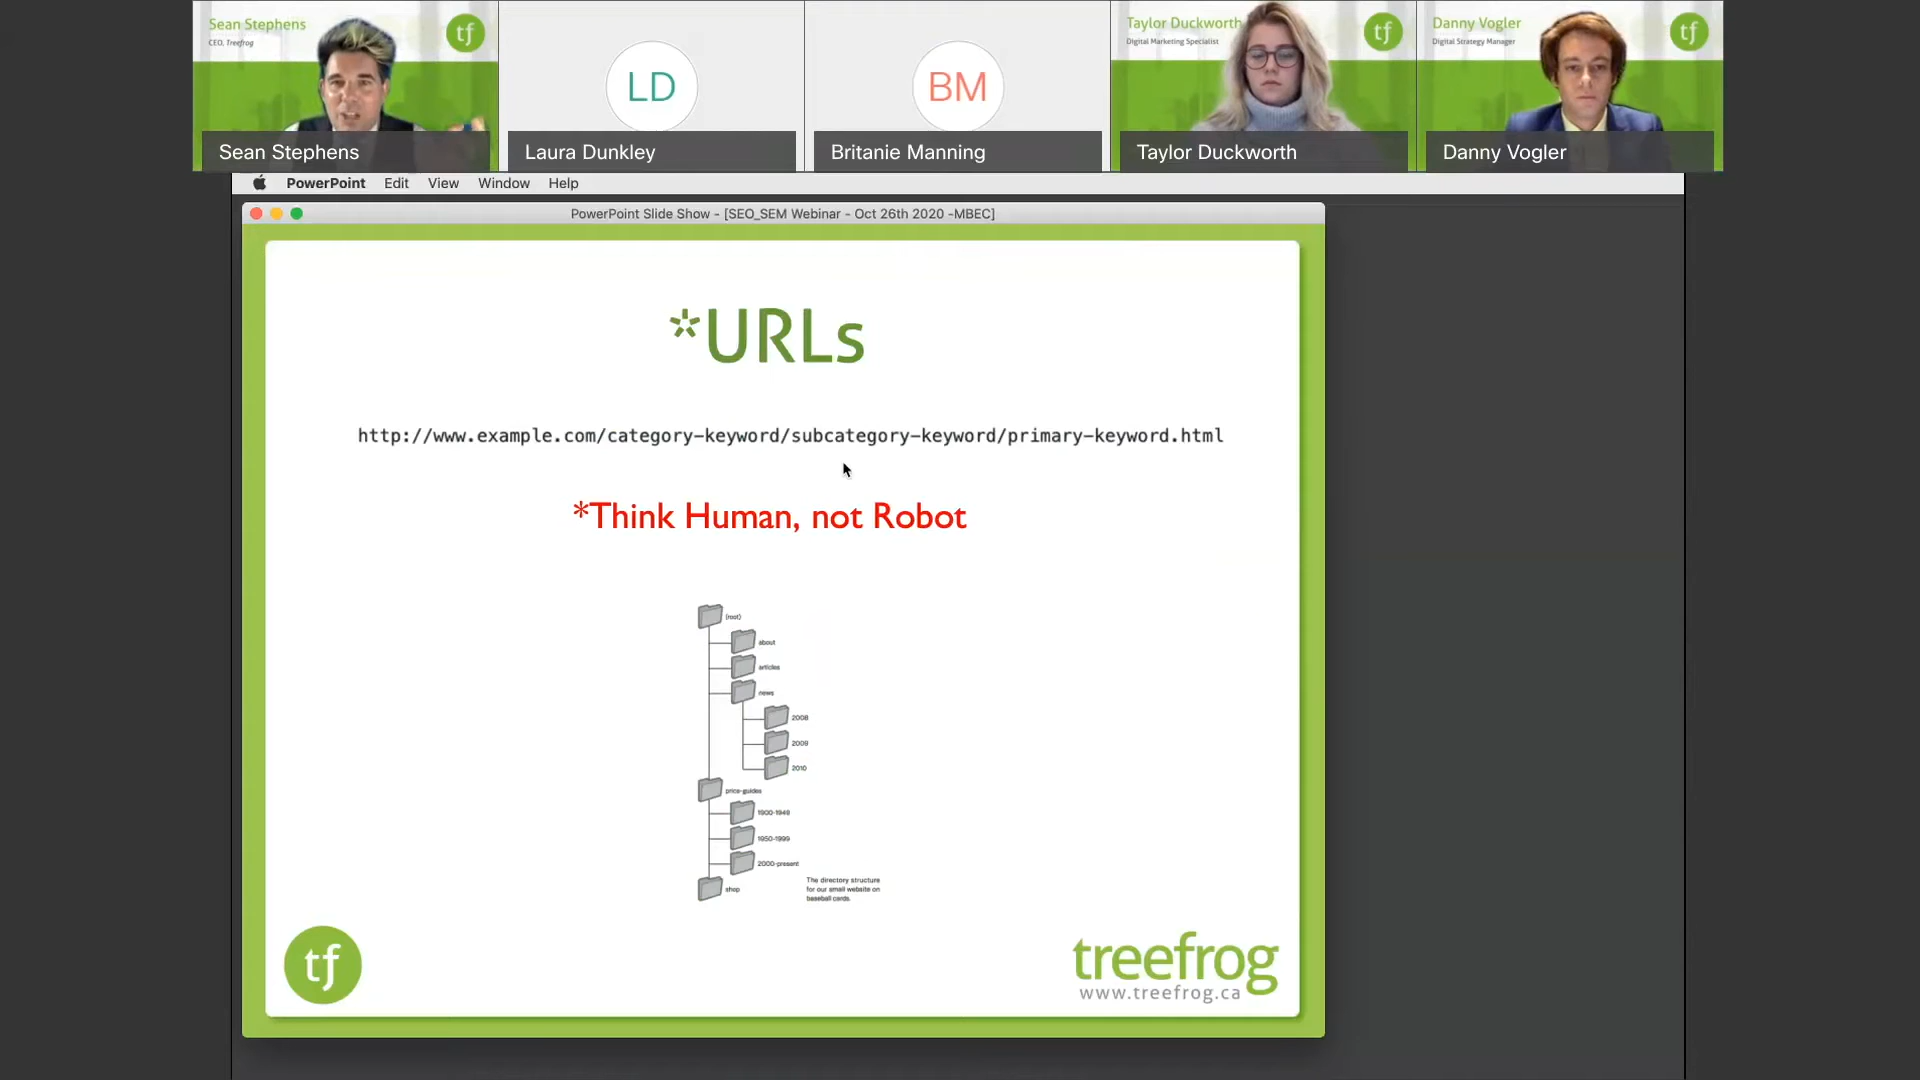 Sean Stephens
CEO, Treefrog
tf
LD
BM
Taylor Duckworth
Digital Marketing Specialist
tf
Danny Vogler
Digital Strategy Manager
tf
Sean Stephens
Laura Dunkley
Britanie Manning
Taylor Duckworth
Danny Vogler
PowerPoint Edit View Window Help
PowerPoint Slide Show - [SEO_SEM Webinar - Oct 26th 2020 -MBEC]
*URLs
http://www.example.com/category-keyword/subcategory-keyword/primary-keyword.html
*Think Human, not Robot
(root)
about
articles
news
2008
2009
2010
price-guides
1900-1949
1950-1999
2000-present
shop
The directory structure
for our small website on
baseball cards.
tf
treefrog
www.treefrog.ca